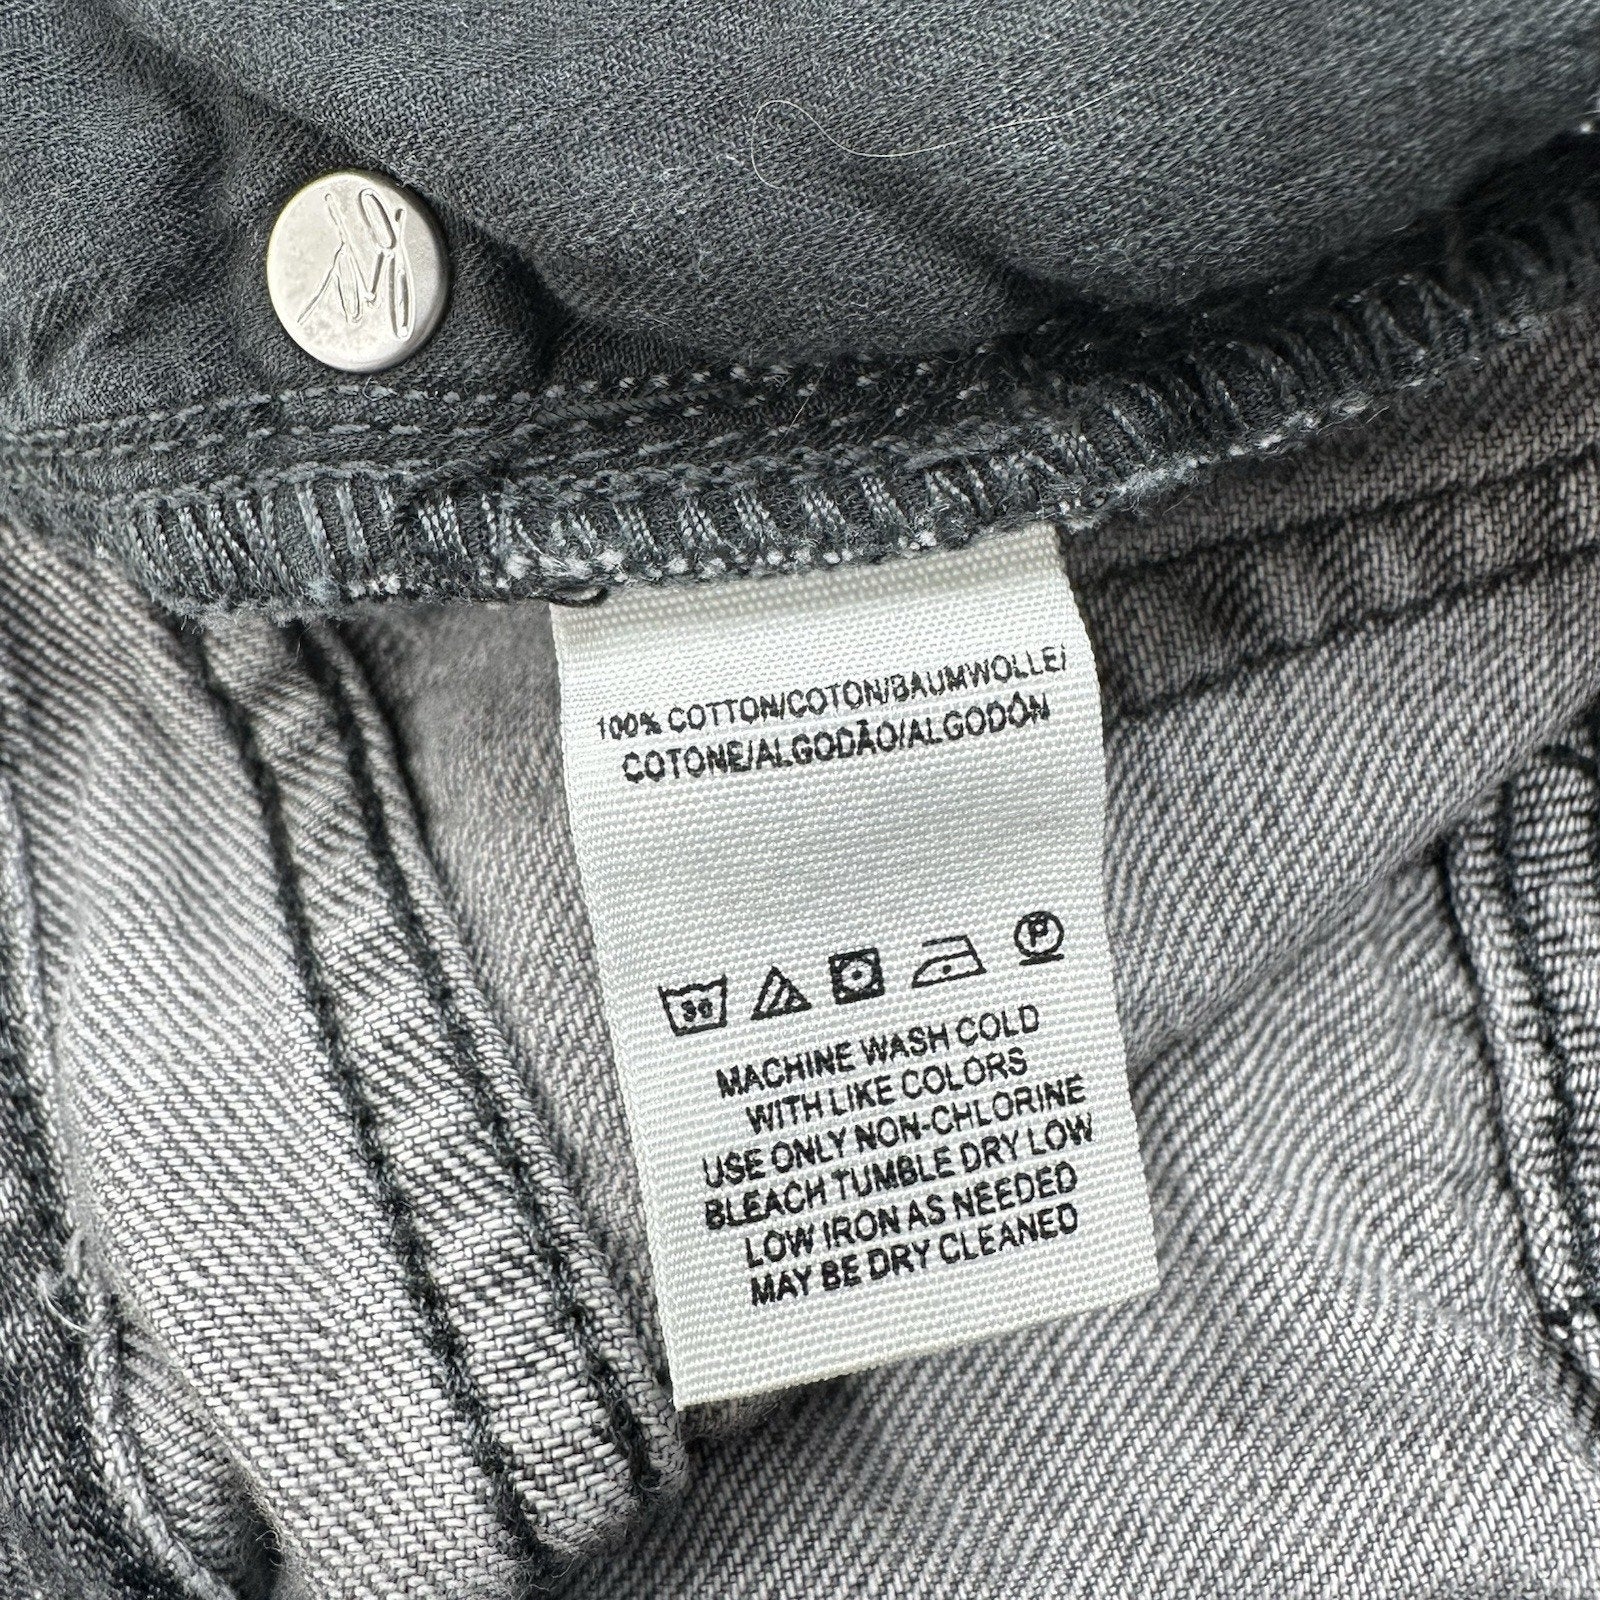 100% COTTON/COTON/BAUMWOLLE/
COTONE/ALGODÃO/ALGODÓN
30
P
MACHINE WASH COLD
WITH LIKE COLORS
USE ONLY NON-CHLORINE
BLEACH TUMBLE DRY LOW
LOW IRON AS NEEDED
MAY BE DRY CLEANED